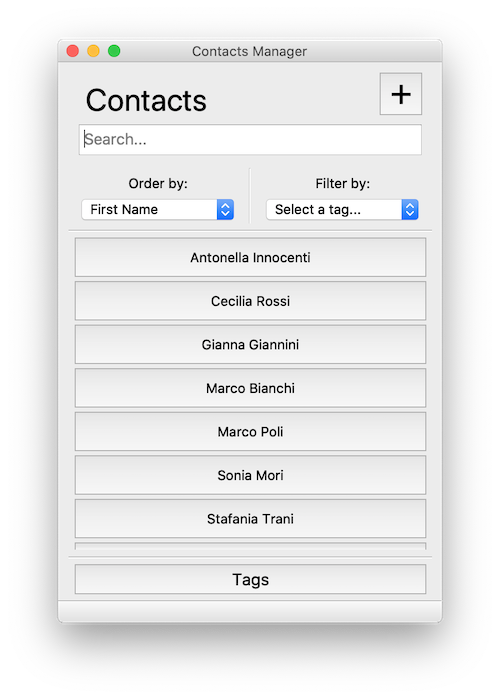 Contacts Manager
Contacts
+
Search...
Order by:
Filter by:
First Name
Select a tag...
Antonella Innocenti
Cecilia Rossi
Gianna Giannini
Marco Bianchi
Marco Poli
Sonia Mori
Stafania Trani
Tags